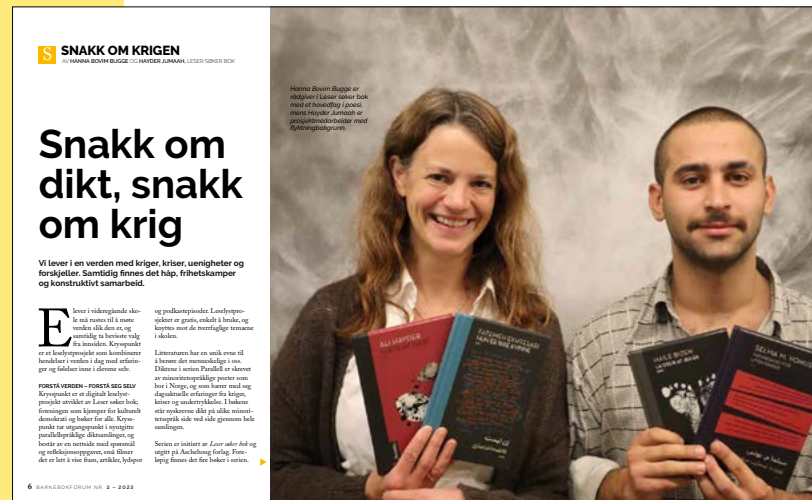 S
SNAKK OM KRIGEN
AV HANNA BOVIM BUGGE OG HAYDER JUMAAH, LESER SØKER BOK
Hanna Bovim Bugge er
rådgiver i Leser søker bok
med et hovedfag i poesi,
mens Hayder Jumaah er
prosjektmedarbeider med
flyktningbakgrunn.
Snakk om
dikt, snakk
om krig
Vi lever i en verden med kriger, kriser, uenigheter og
forskjeller. Samtidig finnes det håp, frihetskamper
og konstruktivt samarbeid.
Elever i videregående sko-
le må rustes til å møte
verden slik den er, og
samtidig ta bevisste valg
fra innsiden. Krysspunkt
er et leselystprosjekt som kombinerer
hendelser i verden i dag med erfarin-
ger og følelser inne i elevene selv.
FORSTÅ VERDEN – FORSTÅ SEG SELV
Krysspunkt er et digitalt leselyst-
prosjekt utviklet av Leser søker bok;
foreningen som kjemper for kulturelt
demokrati og bøker for alle. Kryss-
punkt tar utgangspunkt i nyutgitte
parallellspråklige diktsamlinger, og
består av en nettside med spørsmål
og refleksjonsoppgaver, små filmer
det er lett å vise fram, artikler, lydspor
og podkastepisoder. Leselystpro-
sjektet er gratis, enkelt å bruke, og
knyttes mot de tverrfaglige temaene
i skolen.
Litteraturen har en unik evne til
å berøre det menneskelige i oss.
Diktene i serien Parallell er skrevet
av minoritetsspråklige poeter som
bor i Norge, og som bærer med seg
dagsaktuelle erfaringer fra kriger,
kriser og undertrykkelse. I bøkene
står nyskrevne dikt på ulike minori-
tetsspråk side ved side gjennom hele
samlingen.
Serien er initiert av Leser søker bok og
utgitt på Aschehoug forlag. Fore-
løpig finnes det fire bøker i serien.
6 BARNEBOKFORUM NR. 2 – 2023
ALI HAYDER
FATEMEH EKHTESARI
HUN ER IKKE KVINNE
HAILE BIZEN
SELMA M. YONIS